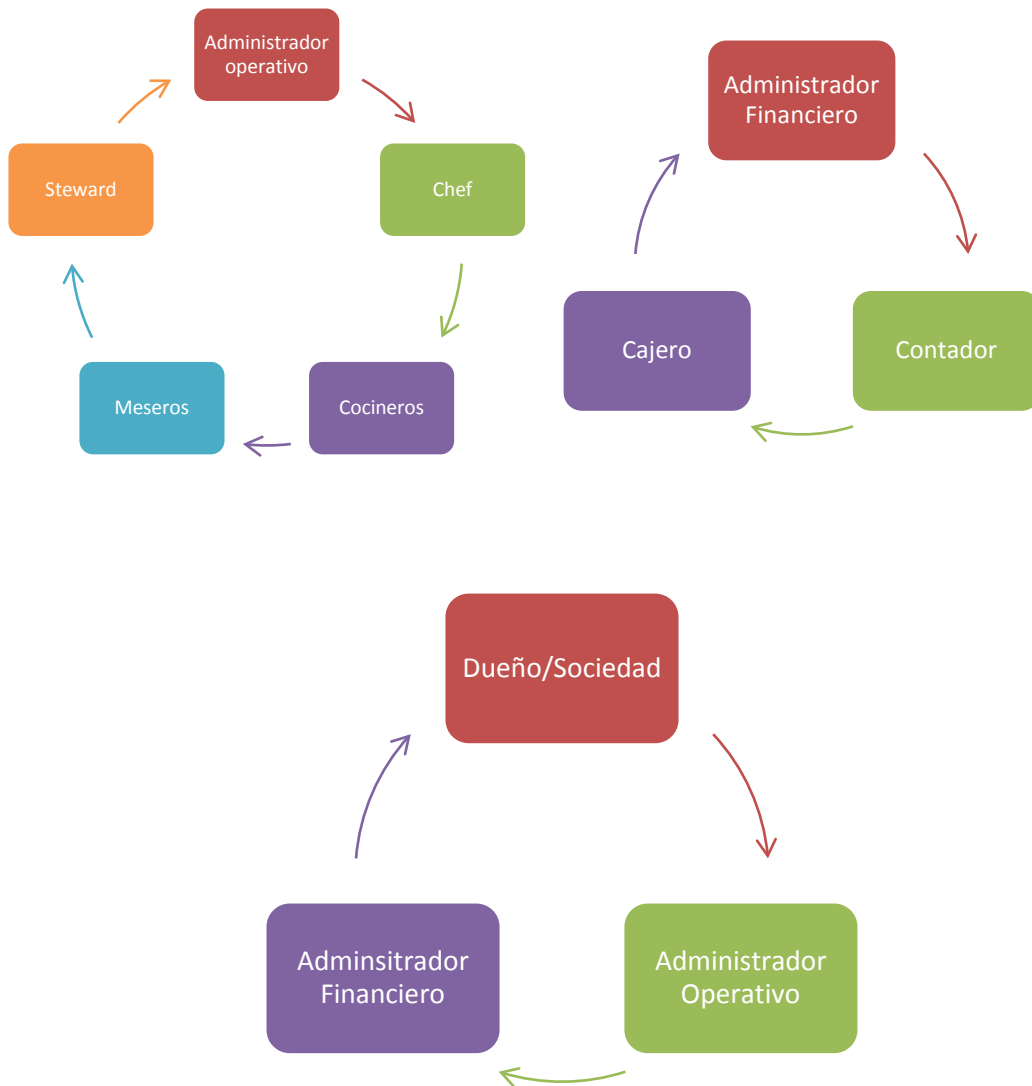 Administrador
operativo
Chef
Cocineros
Meseros
Steward
Administrador
Financiero
Contador
Cajero
Dueño/Sociedad
Administrador
Operativo
Adminsitrador
Financiero